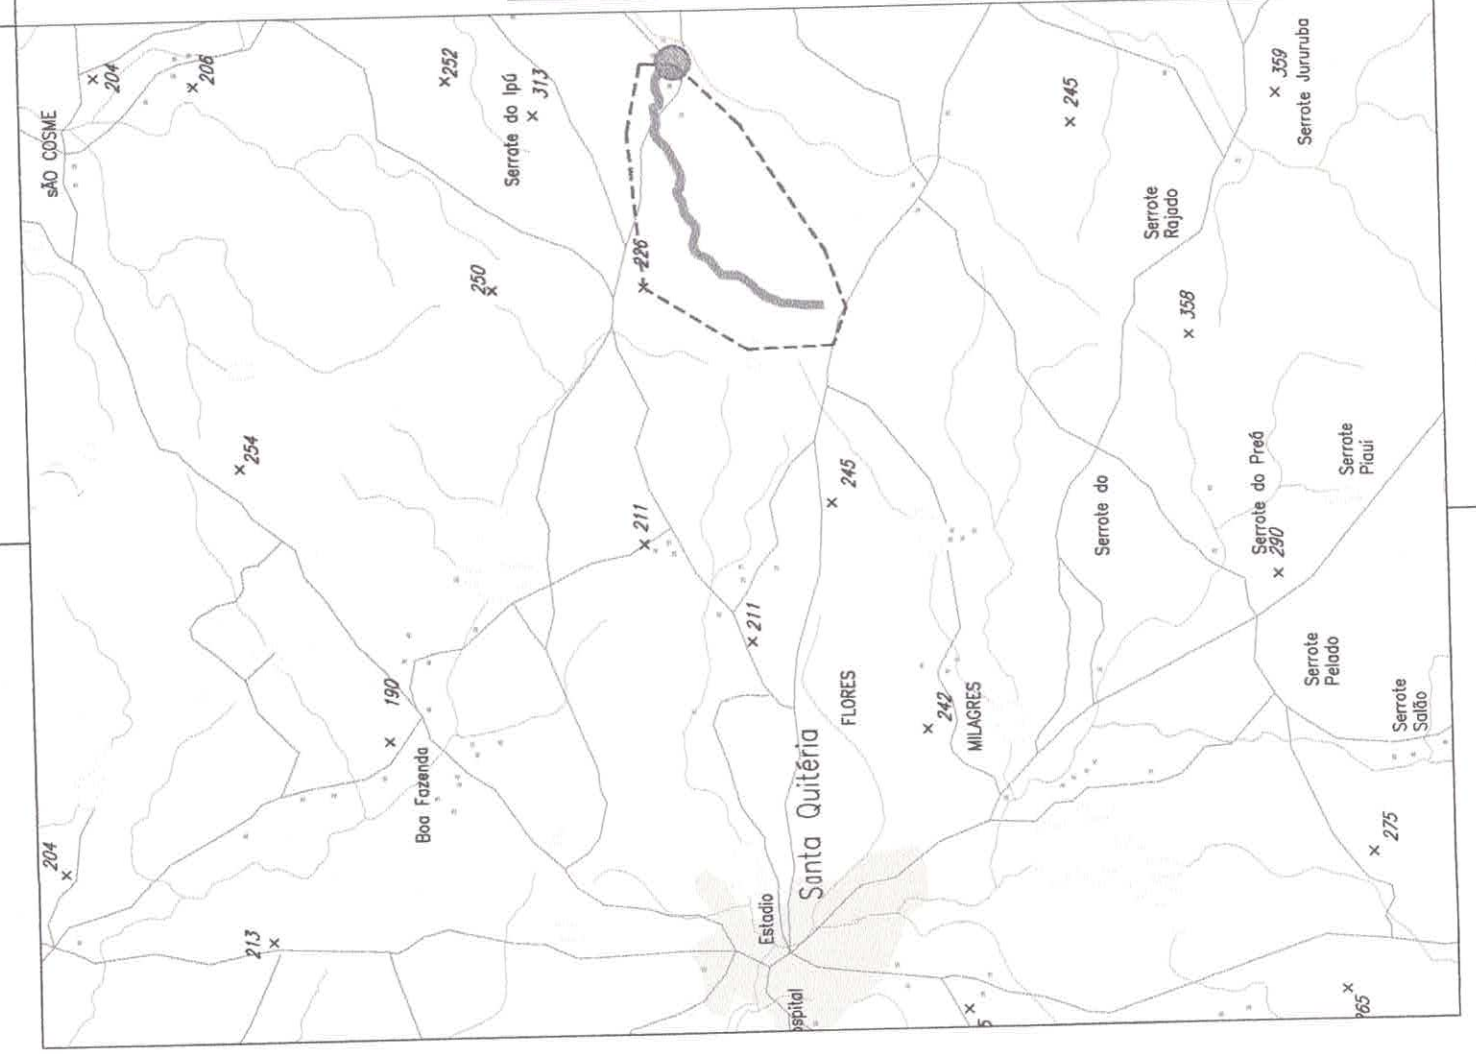 SÃO COSME
204
206
252
Serrote do Ipú
313
250
226
254
211
211
190
Boa Fazenda
204
213
245
Serrote Jururuba
359
Serrote
Rajado
358
245
Serrote do
Serrote do Preá
290
Serrote
Piauí
FLORES
242
MILAGRES
Serrote
Pelado
Serrote
Salão
Santa Quitéria
Estadio
spital
275
265
5